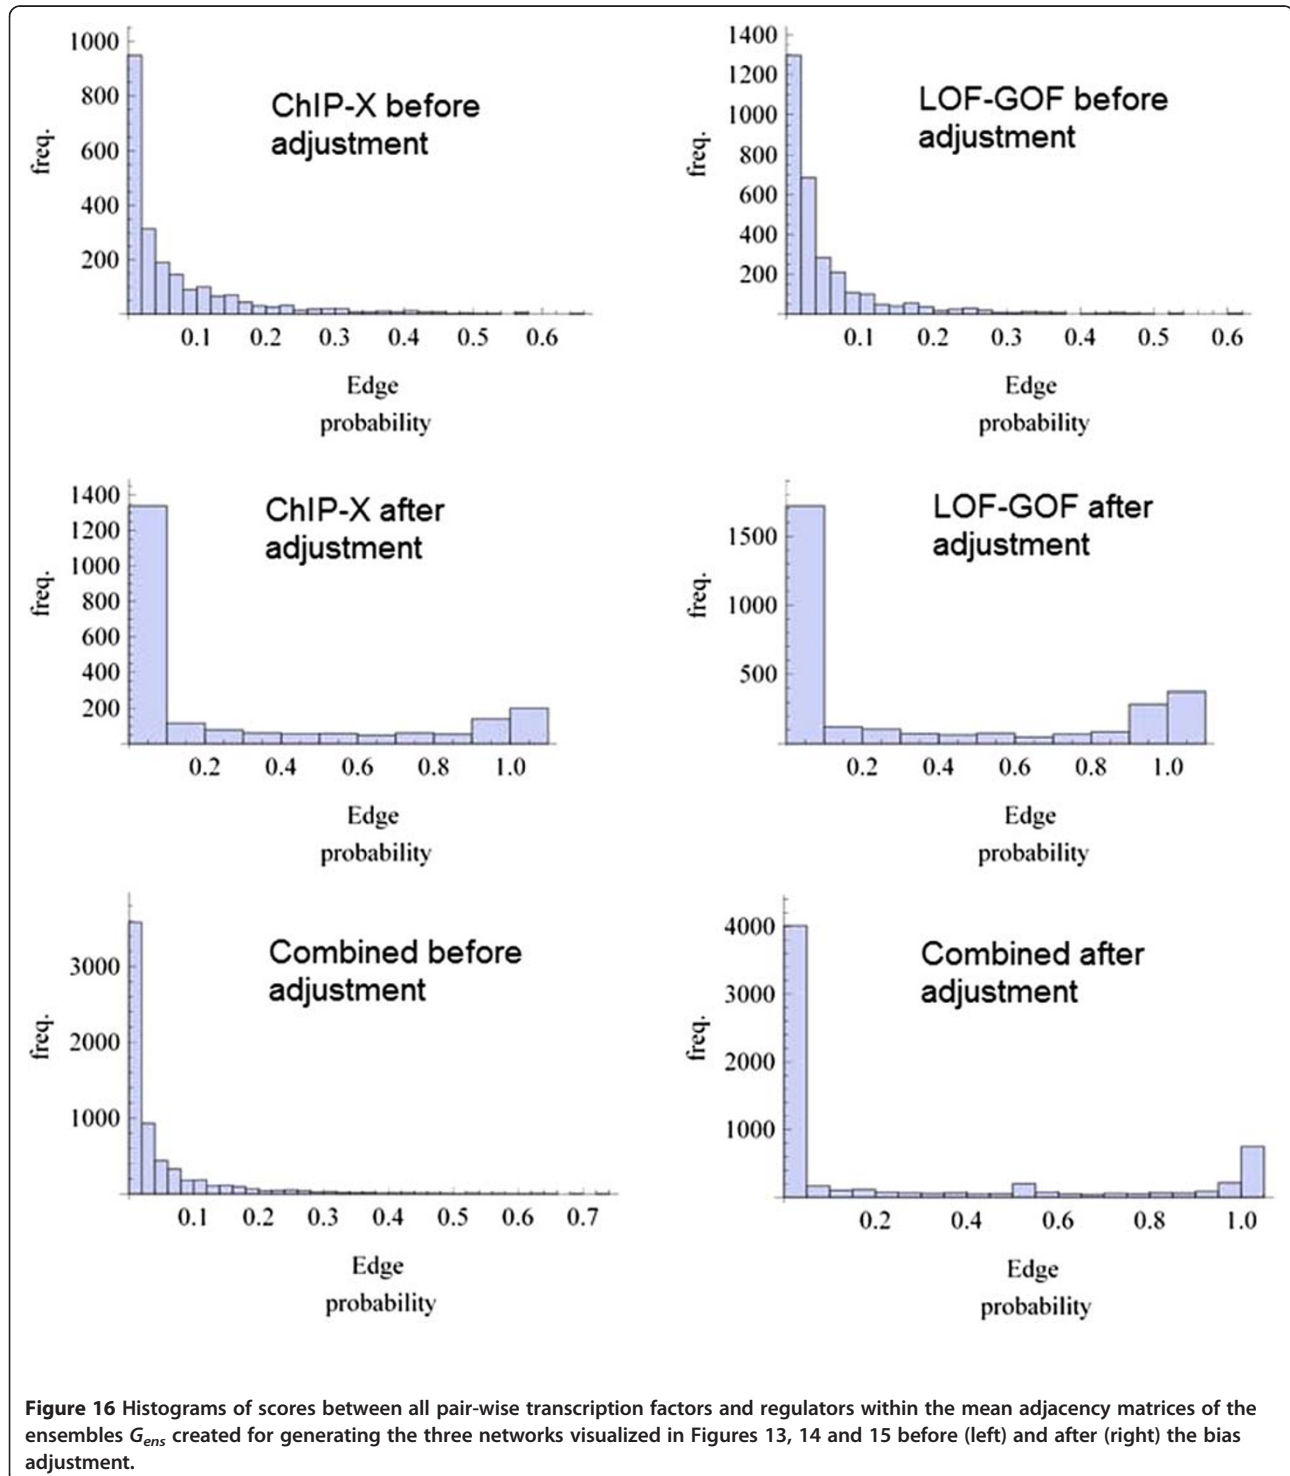 1000
800
600
400
200
freq.
ChIP-X before
adjustment
0.1 0.2 0.3 0.4 0.5 0.6
Edge
probability
1400
1200
1000
800
600
400
200
freq.
LOF-GOF before
adjustment
0.1 0.2 0.3 0.4 0.5 0.6
Edge
probability
1400
1200
1000
800
600
400
200
freq.
ChIP-X after
adjustment
0.2 0.4 0.6 0.8 1.0
Edge
probability
1500
1000
500
freq.
LOF-GOF after
adjustment
0.2 0.4 0.6 0.8 1.0
Edge
probability
3000
2000
1000
freq.
Combined before
adjustment
0.1 0.2 0.3 0.4 0.5 0.6 0.7
Edge
probability
4000
3000
2000
1000
freq.
Combined after
adjustment
0.2 0.4 0.6 0.8 1.0
Edge
probability
Figure 16 Histograms of scores between all pair-wise transcription factors and regulators within the mean adjacency matrices of the
ensembles Gens created for generating the three networks visualized in Figures 13, 14 and 15 before (left) and after (right) the bias
adjustment.